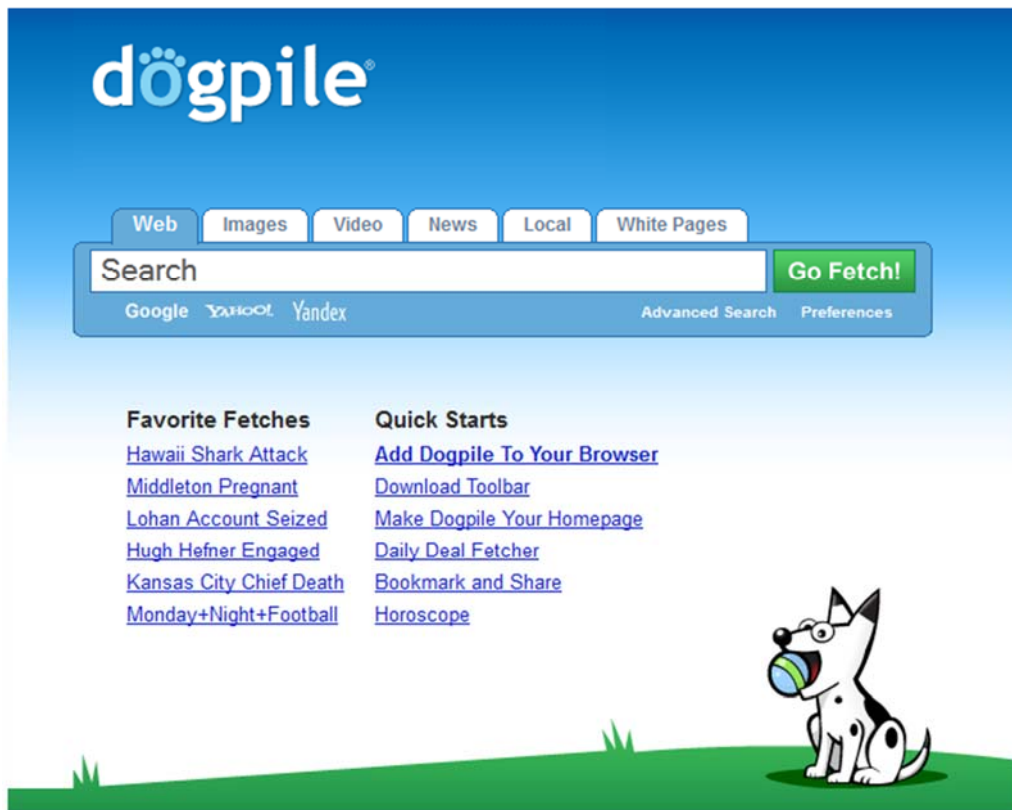 dogpile®
Web Images Video News Local White Pages
Search Go Fetch!
Google YAHOO! Yandex Advanced Search Preferences
Favorite Fetches
Hawaii Shark Attack
Middleton Pregnant
Lohan Account Seized
Hugh Hefner Engaged
Kansas City Chief Death
Monday+Night+Football
Quick Starts
Add Dogpile To Your Browser
Download Toolbar
Make Dogpile Your Homepage
Daily Deal Fetcher
Bookmark and Share
Horoscope